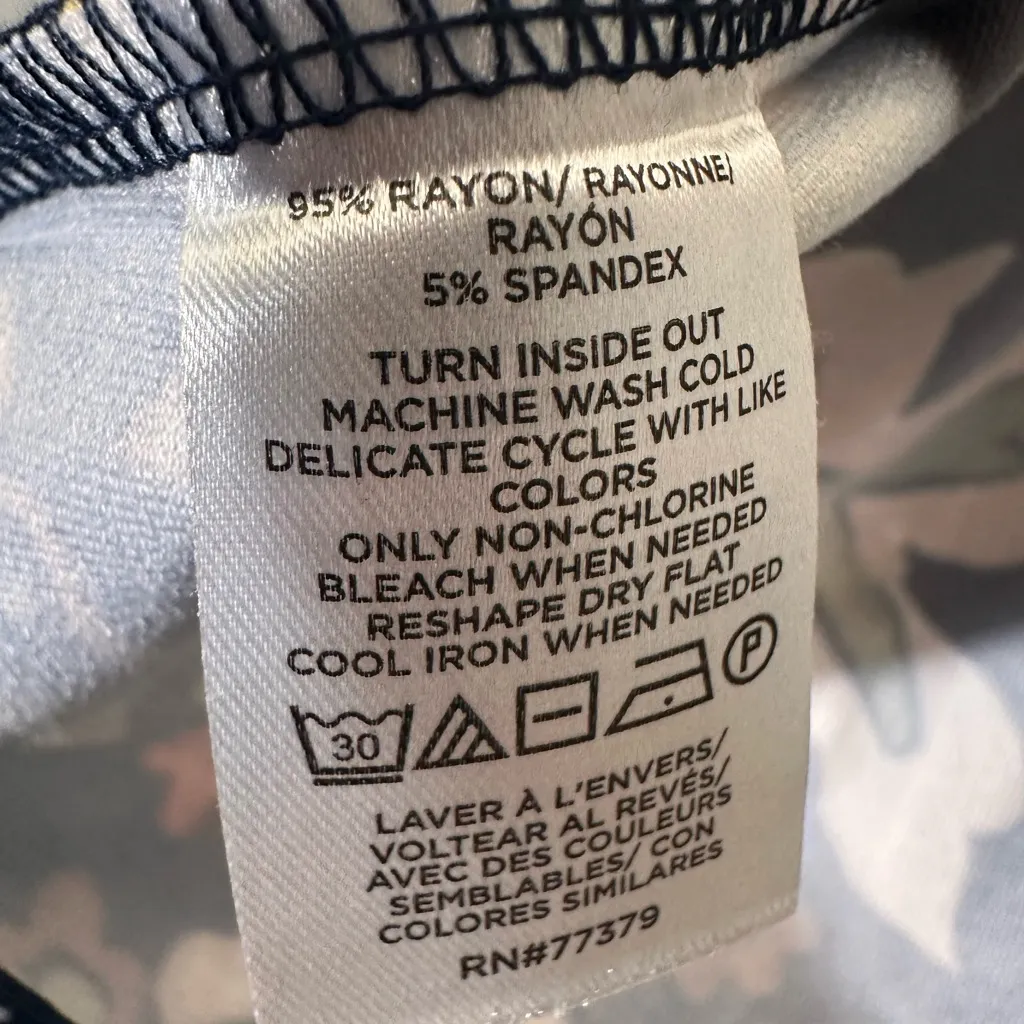 95% RAYON/ RAYONNE/
RAYÓN
5% SPANDEX
TURN INSIDE OUT
MACHINE WASH COLD
DELICATE CYCLE WITH LIKE
COLORS
ONLY NON-CHLORINE
BLEACH WHEN NEEDED
RESHAPE DRY FLAT
COOL IRON WHEN NEEDED
30 P
LAVER À L'ENVERS/
VOLTEAR AL REVÉS/
AVEC DES COULEURS
SEMBLABLES/ CON
COLORES SIMILARES
RN#77379